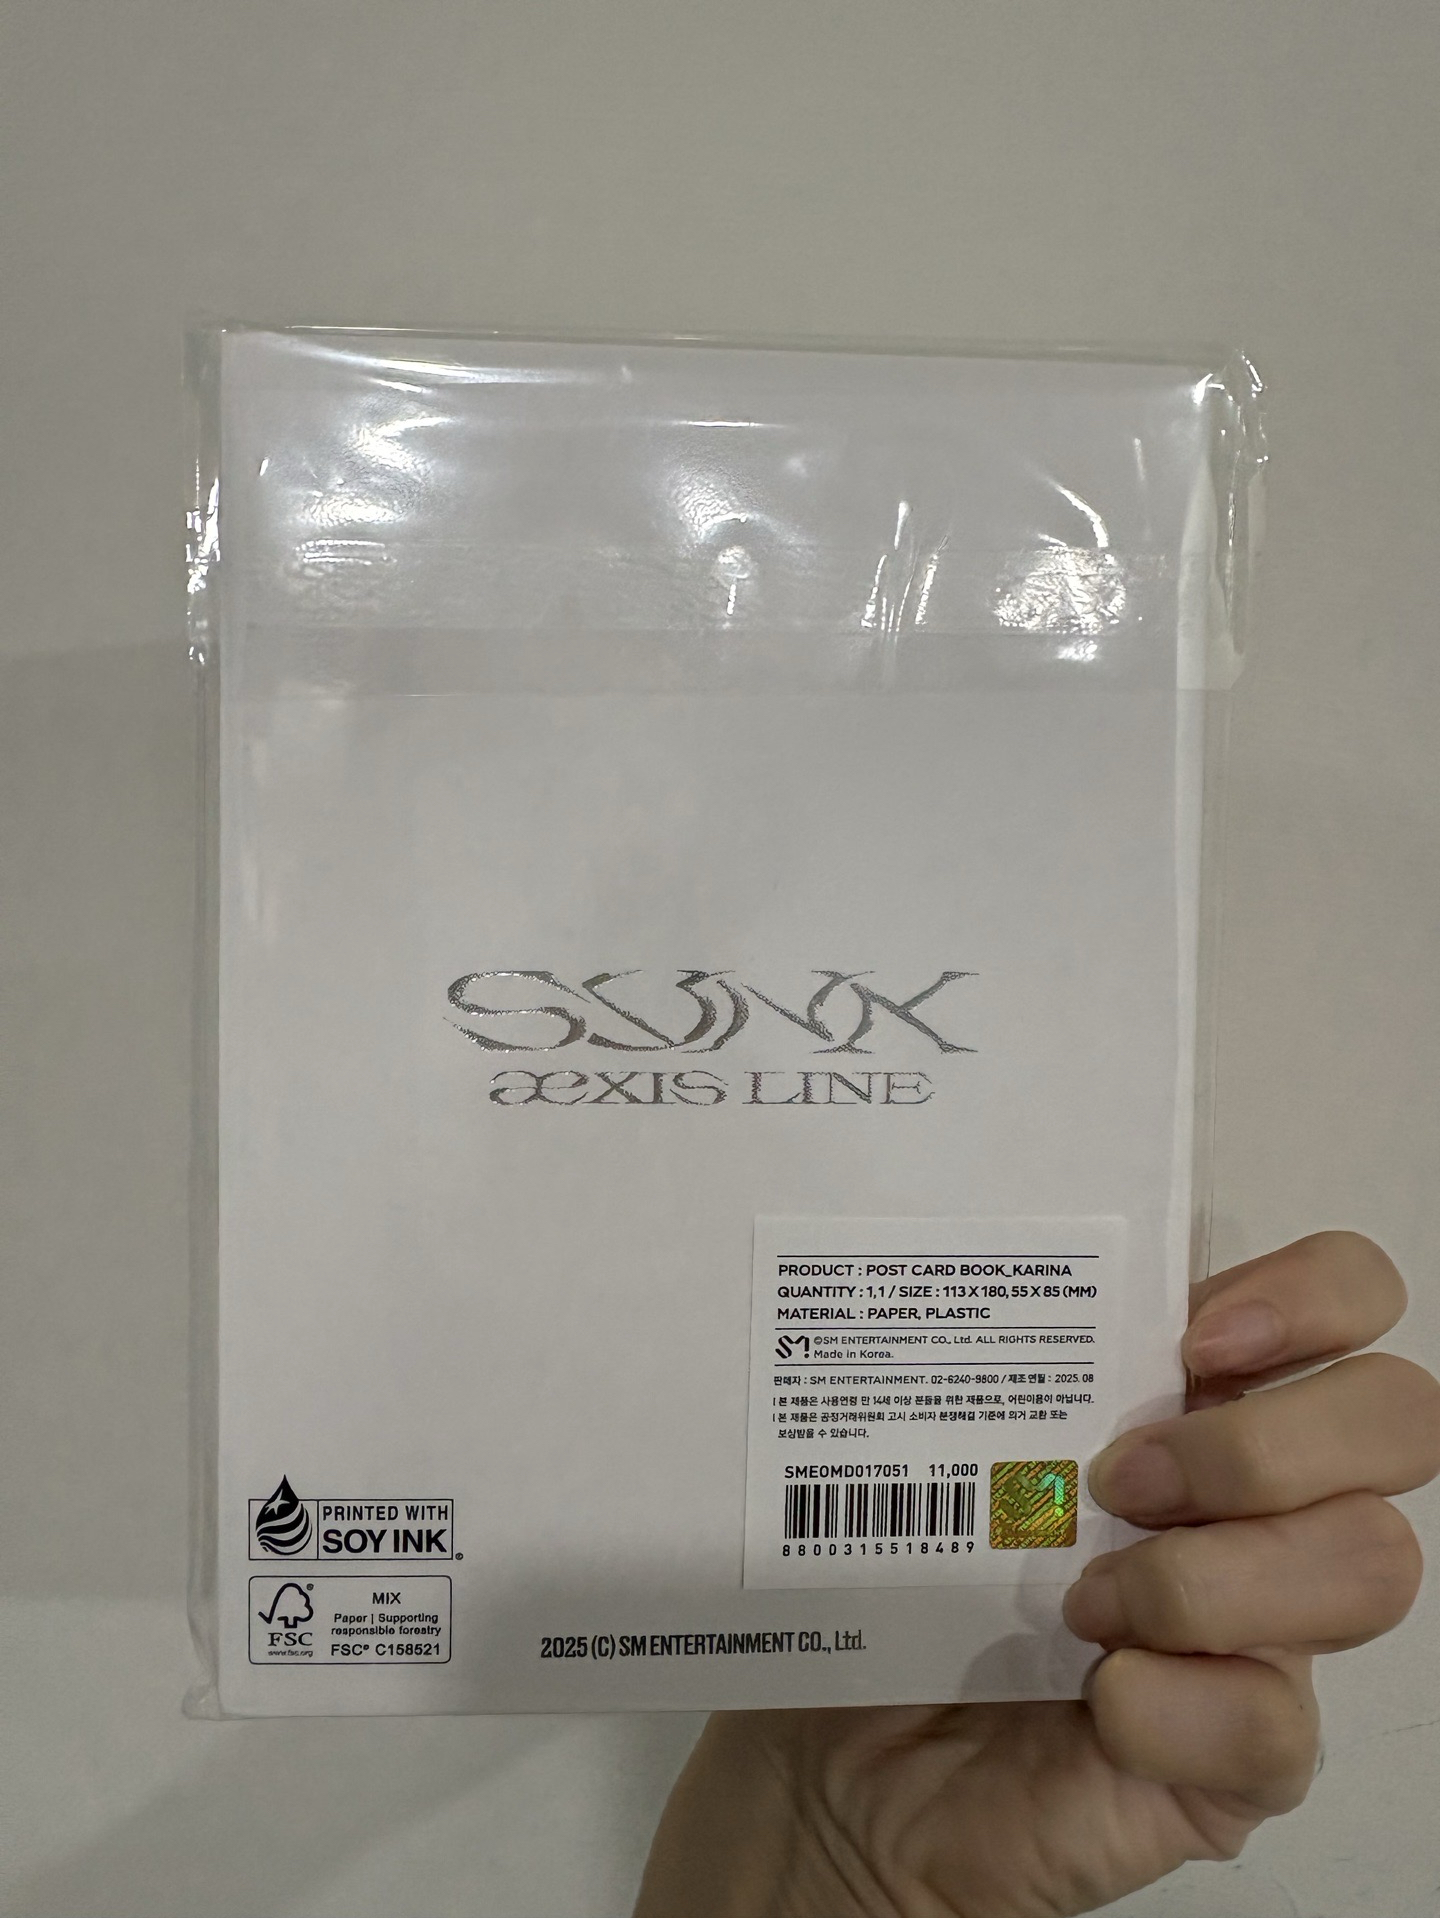 SYNK
æXIS LINE
PRODUCT : POST CARD BOOK_KARINA
QUANTITY : 1,1 / SIZE : 113 X 180, 55 X 85 (MM)
MATERIAL : PAPER, PLASTIC
SM! ©SM ENTERTAINMENT CO., Ltd. ALL RIGHTS RESERVED.
Made in Korea.
판매자 : SM ENTERTAINMENT. 02-6240-9800 / 제조 연월 : 2025. 08
| 본 제품은 사용연령 만 14세 이상 분들을 위한 제품으로, 어린이용이 아닙니다.
| 본 제품은 공정거래위원회 고시 소비자 분쟁해결 기준에 의거 교환 또는
보상받을 수 있습니다.
SMEOMD017051 11,000
8800315518489
PRINTED WITH
SOY INK®
FSC®
www.fsc.org
MIX
Paper | Supporting
responsible forestry
FSC® C158521
2025 (C) SM ENTERTAINMENT CO., Ltd.